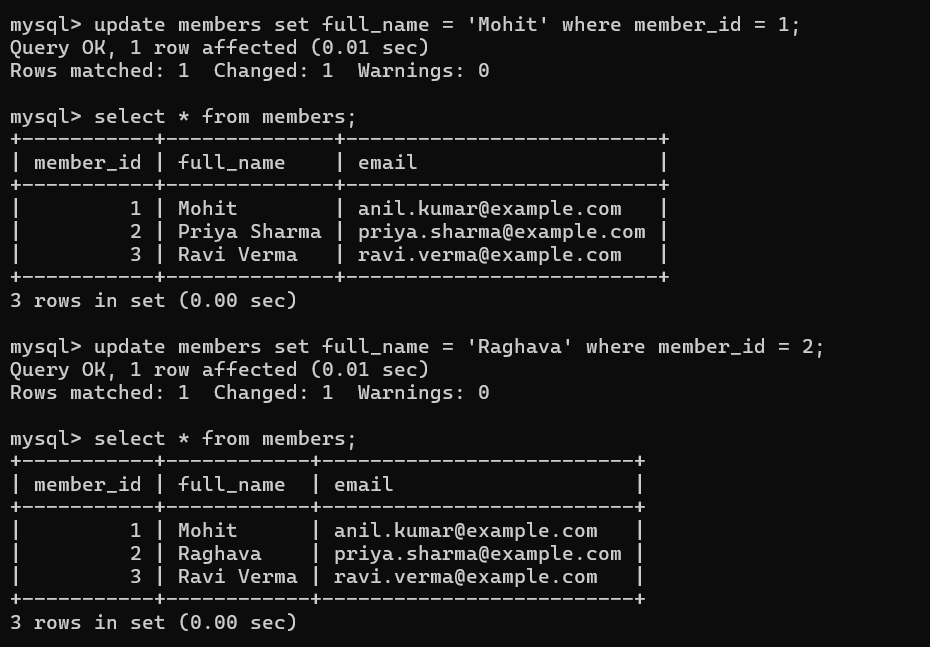 mysql> update members set full_name = 'Mohit' where member_id = 1;
Query OK, 1 row affected (0.01 sec)
Rows matched: 1  Changed: 1  Warnings: 0

mysql> select * from members;
+-----------+--------------+--------------------------+
| member_id | full_name    | email                    |
+-----------+--------------+--------------------------+
|         1 | Mohit        | anil.kumar@example.com   |
|         2 | Priya Sharma | priya.sharma@example.com |
|         3 | Ravi Verma   | ravi.verma@example.com   |
+-----------+--------------+--------------------------+
3 rows in set (0.00 sec)

mysql> update members set full_name = 'Raghava' where member_id = 2;
Query OK, 1 row affected (0.01 sec)
Rows matched: 1  Changed: 1  Warnings: 0

mysql> select * from members;
+-----------+------------+--------------------------+
| member_id | full_name  | email                    |
+-----------+------------+--------------------------+
|         1 | Mohit      | anil.kumar@example.com   |
|         2 | Raghava    | priya.sharma@example.com |
|         3 | Ravi Verma | ravi.verma@example.com   |
+-----------+------------+--------------------------+
3 rows in set (0.00 sec)